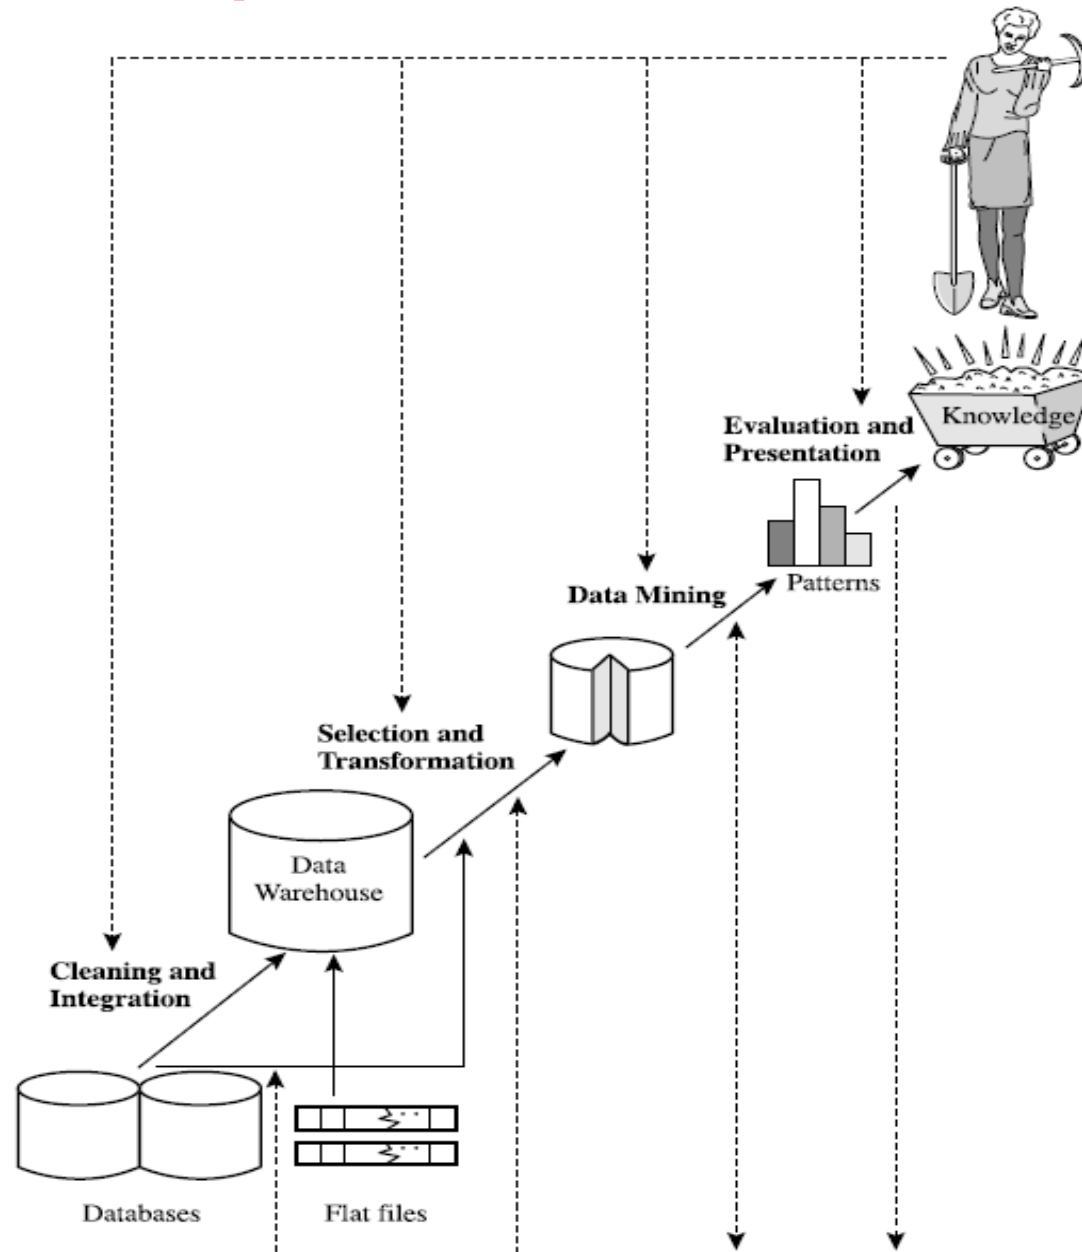 Knowledge
Evaluation and
Presentation
Patterns
Data Mining
Selection and
Transformation
Data
Warehouse
Cleaning and
Integration
Databases
Flat files